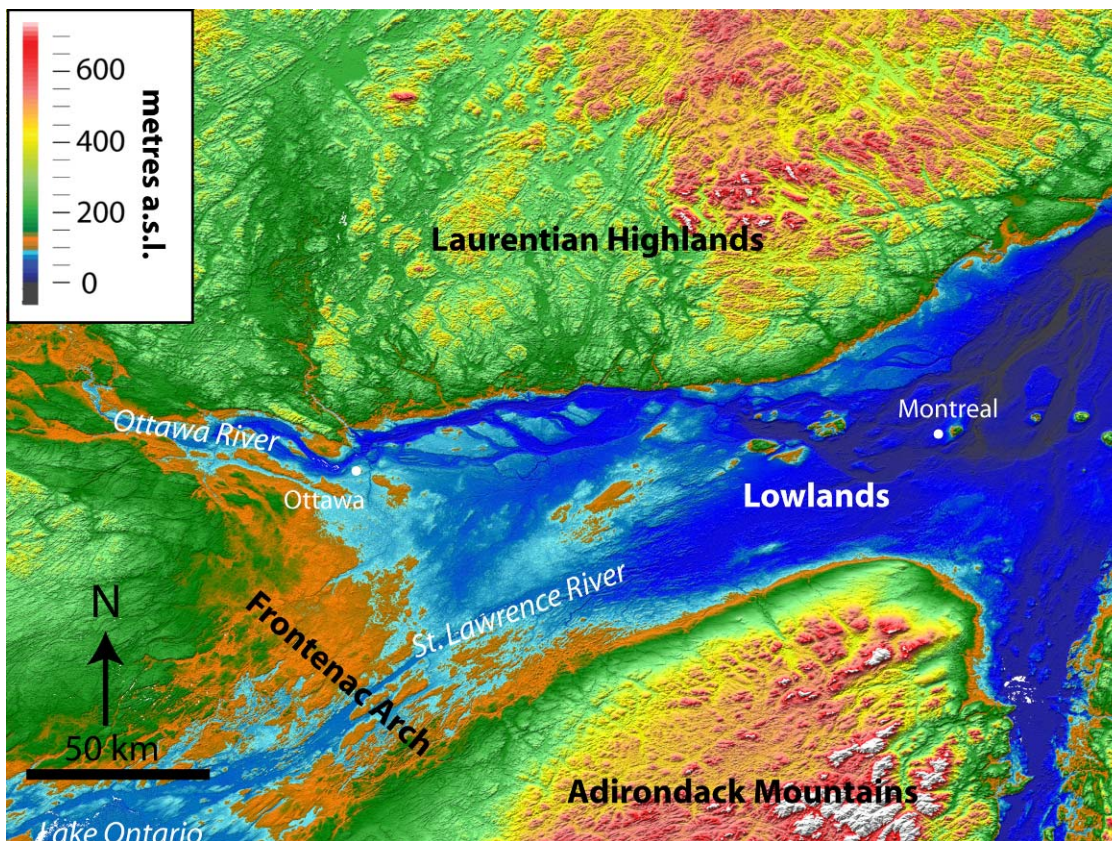 600
400
200
0
metres a.s.l.
Laurentian Highlands
Ottawa River
Montreal
Ottawa
Lowlands
St. Lawrence River
Frontenac Arch
N
50 km
Adirondack Mountains
Lake Ontario